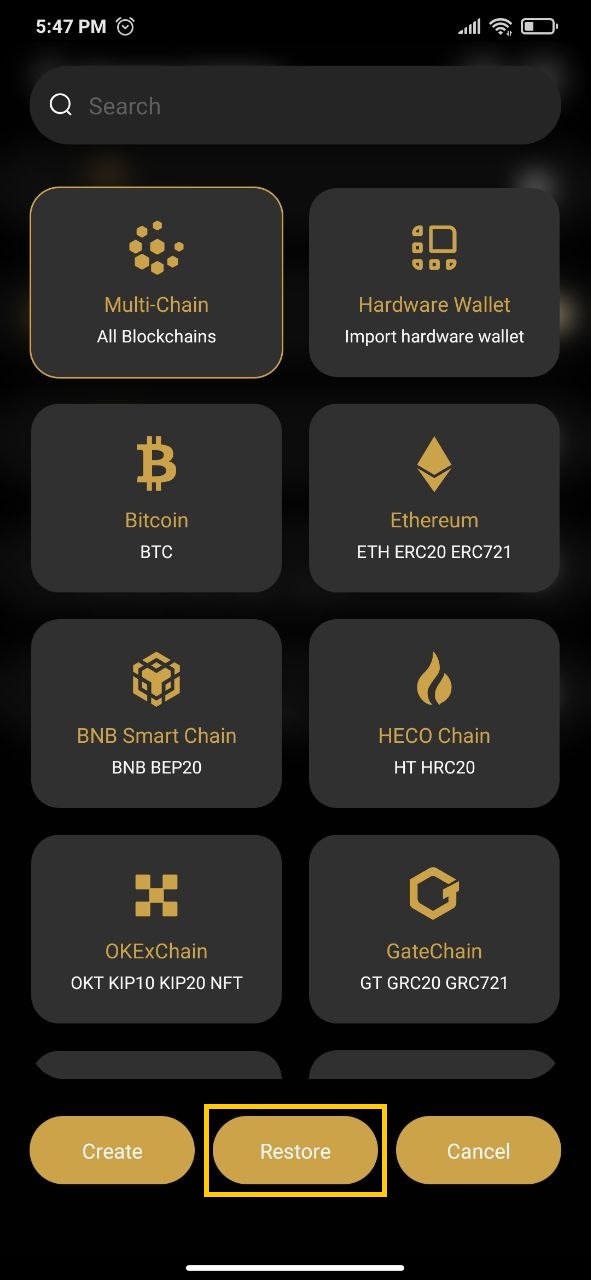 5:47 PM
Search
Multi-Chain
All Blockchains
Hardware Wallet
Import hardware wallet
Bitcoin
BTC
Ethereum
ETH ERC20 ERC721
BNB Smart Chain
BNB BEP20
HECO Chain
HT HRC20
OKExChain
OKT KIP10 KIP20 NFT
GateChain
GT GRC20 GRC721
Create
Restore
Cancel